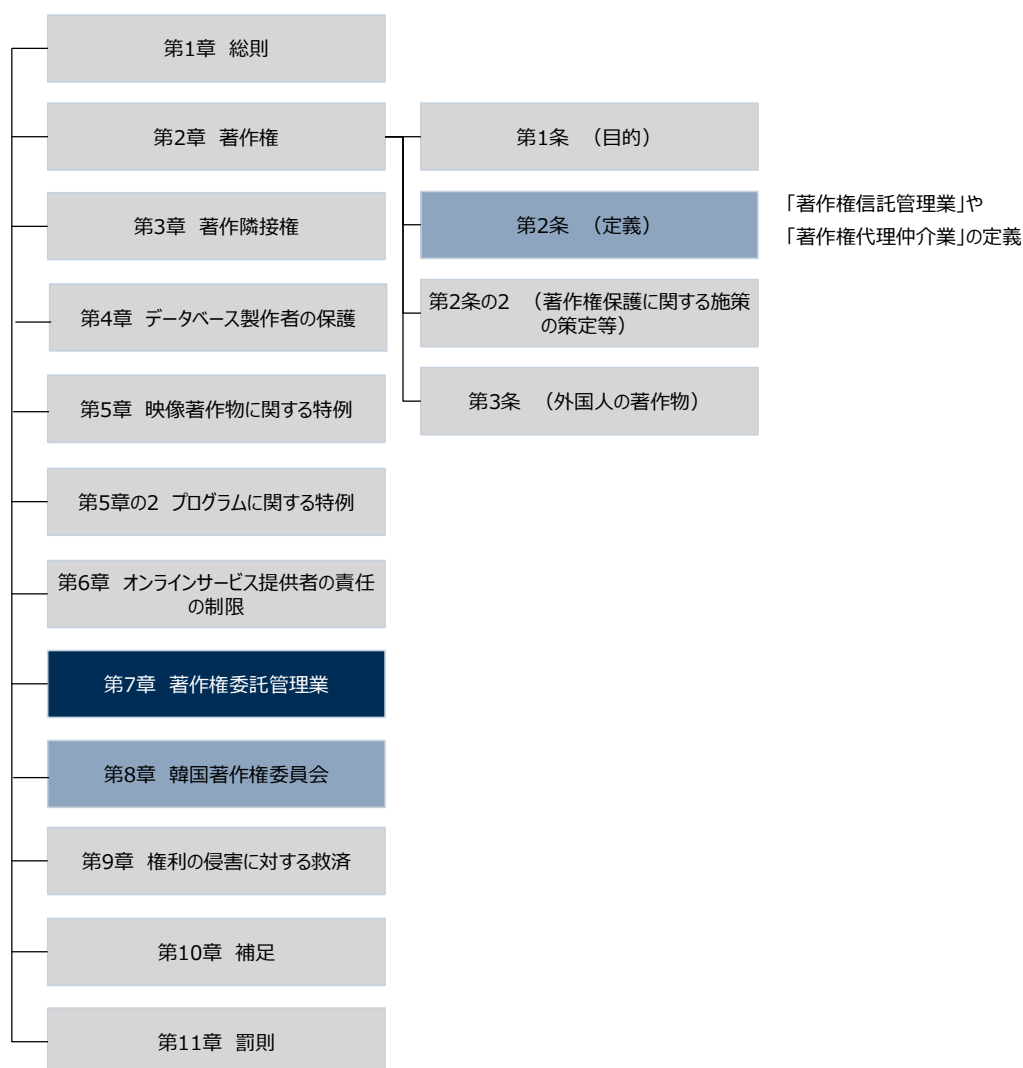 第1章 総則
第2章 著作権
第3章 著作隣接権
第4章 データベース製作者の保護
第5章 映像著作物に関する特例
第5章の2 プログラムに関する特例
第6章 オンラインサービス提供者の責任
の制限
第7章 著作権委託管理業
第8章 韓国著作権委員会
第9章 権利の侵害に対する救済
第10章 補足
第11章 罰則
第1条 （目的）
第2条 （定義）
第2条の2 （著作権保護に関する施策
の策定等）
第3条 （外国人の著作物）
「著作権信託管理業」や
「著作権代理仲介業」の定義